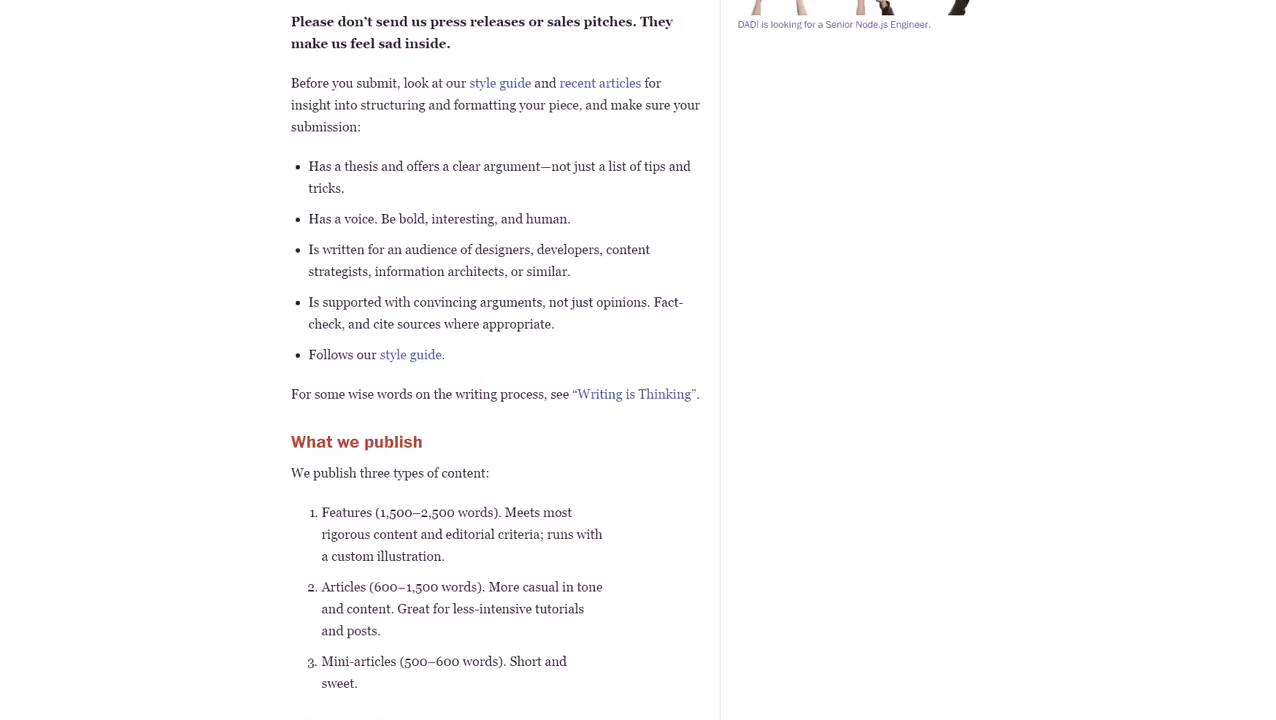 Please don’t send us press releases or sales pitches. They
make us feel sad inside.
Before you submit, look at our style guide and recent articles for
insight into structuring and formatting your piece, and make sure your
submission:
• Has a thesis and offers a clear argument—not just a list of tips and
tricks.
• Has a voice. Be bold, interesting, and human.
• Is written for an audience of designers, developers, content
strategists, information architects, or similar.
• Is supported with convincing arguments, not just opinions. Fact-
check, and cite sources where appropriate.
• Follows our style guide.
For some wise words on the writing process, see “Writing is Thinking”.
What we publish
We publish three types of content:
1. Features (1,500–2,500 words). Meets most
rigorous content and editorial criteria; runs with
a custom illustration.
2. Articles (600–1,500 words). More casual in tone
and content. Great for less-intensive tutorials
and posts.
3. Mini-articles (500–600 words). Short and
sweet.
DADI is looking for a Senior Node.js Engineer.